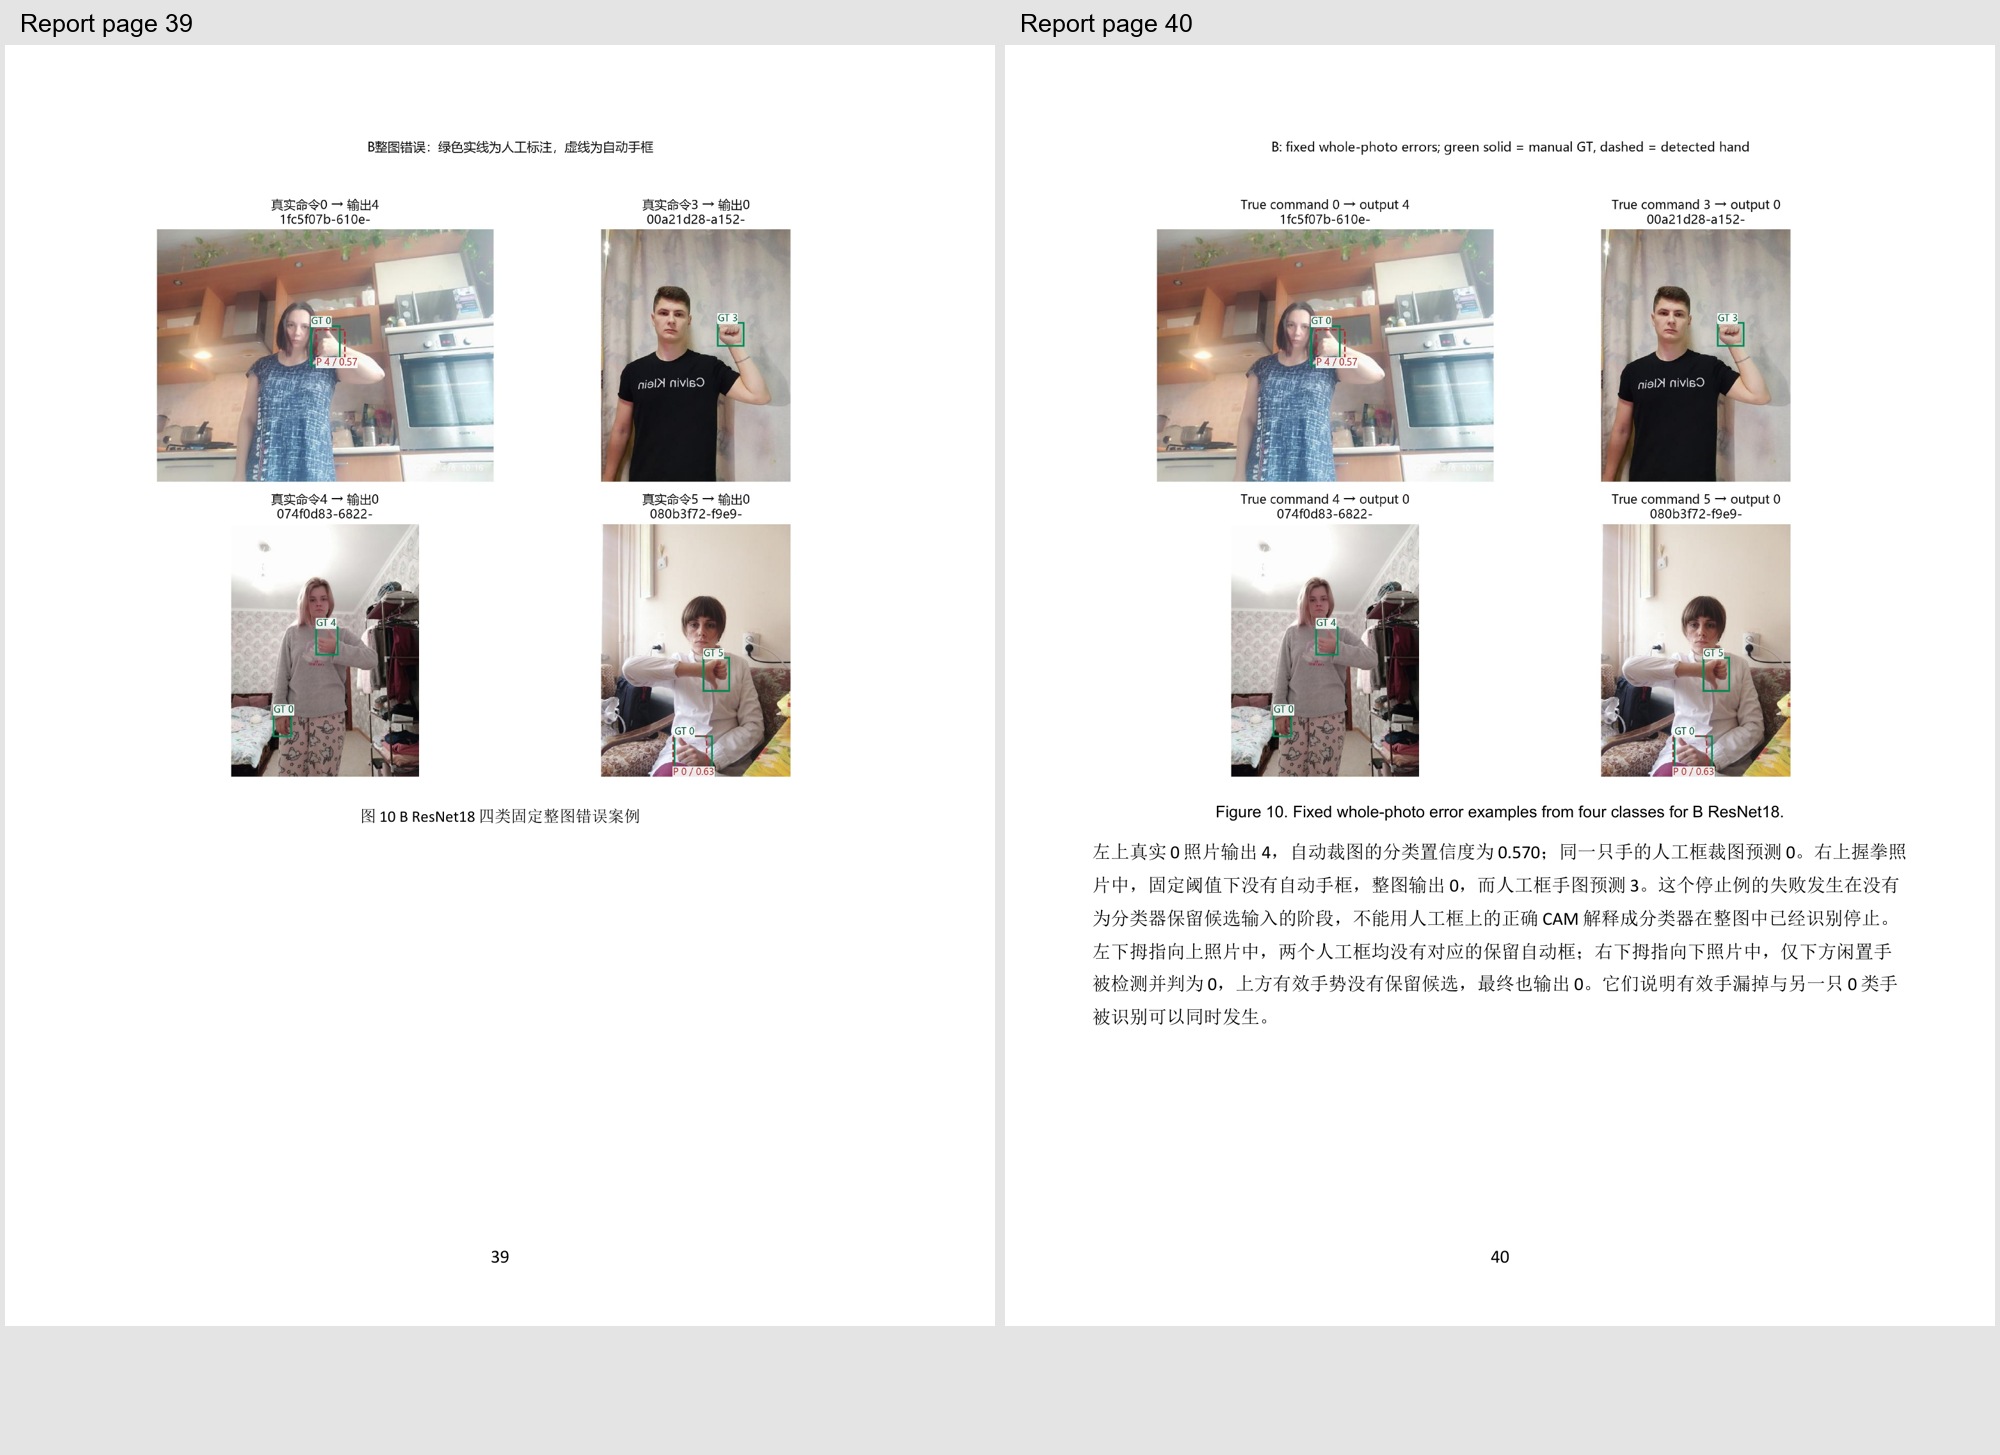 Report page 39
B整图错误：绿色实线为人工标注，虚线为自动手框
真实命令0 → 输出4
1fc5f07b-610e-
真实命令3 → 输出0
00a21d28-a152-
GT 0
P 4 / 0.57
GT 3
Calvin Klein
真实命令4 → 输出0
074f0d83-6822-
真实命令5 → 输出0
080b3f72-f9e9-
GT 4
GT 0
GT 5
GT 0
P 0 / 0.63
图 10 B ResNet18 四类固定整图错误案例
39
Report page 40
B: fixed whole-photo errors; green solid = manual GT, dashed = detected hand
True command 0 → output 4
1fc5f07b-610e-
True command 3 → output 0
00a21d28-a152-
GT 0
P 4 / 0.57
GT 3
Calvin Klein
True command 4 → output 0
074f0d83-6822-
True command 5 → output 0
080b3f72-f9e9-
GT 4
GT 0
GT 5
GT 0
P 0 / 0.63
Figure 10. Fixed whole-photo error examples from four classes for B ResNet18.
左上真实 0 照片输出 4，自动裁图的分类置信度为 0.570；同一只手的人工框裁图预测 0。右上握拳照
片中，固定阈值下没有自动手框，整图输出 0，而人工框手图预测 3。这个停止例的失败发生在没有
为分类器保留候选输入的阶段，不能用人工框上的正确 CAM 解释成分类器在整图中已经识别停止。
左下拇指向上照片中，两个人工框均没有对应的保留自动框；右下拇指向下照片中，仅下方闲置手
被检测并判为 0，上方有效手势没有保留候选，最终也输出 0。它们说明有效手漏掉与另一只 0 类手
被识别可以同时发生。
40